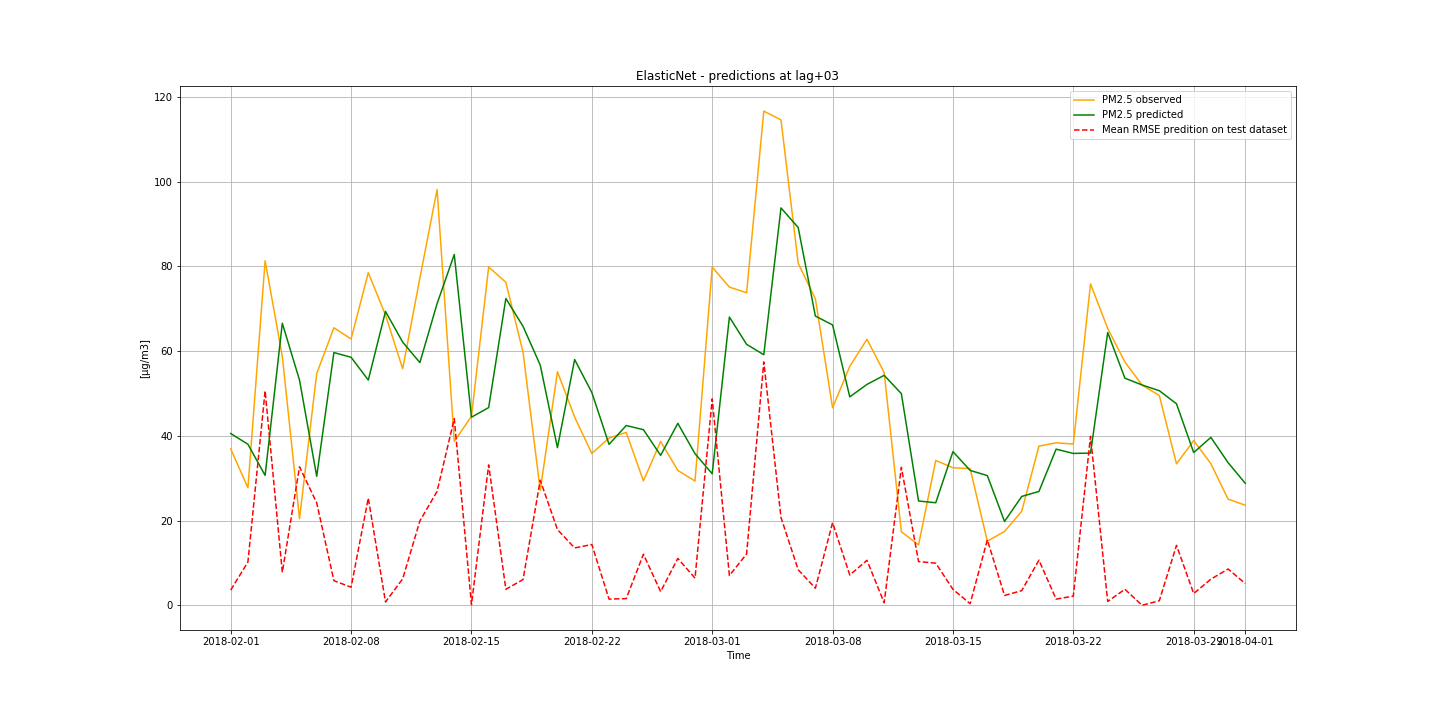 ElasticNet - predictions at lag+03
120
100
80
60
40
20
0
[µg/m3]
PM2.5 observed
PM2.5 predicted
Mean RMSE predition on test dataset
2018-02-01 2018-02-08 2018-02-15 2018-02-22 2018-03-01 2018-03-08 2018-03-15 2018-03-22 2018-03-29 2018-04-01
Time